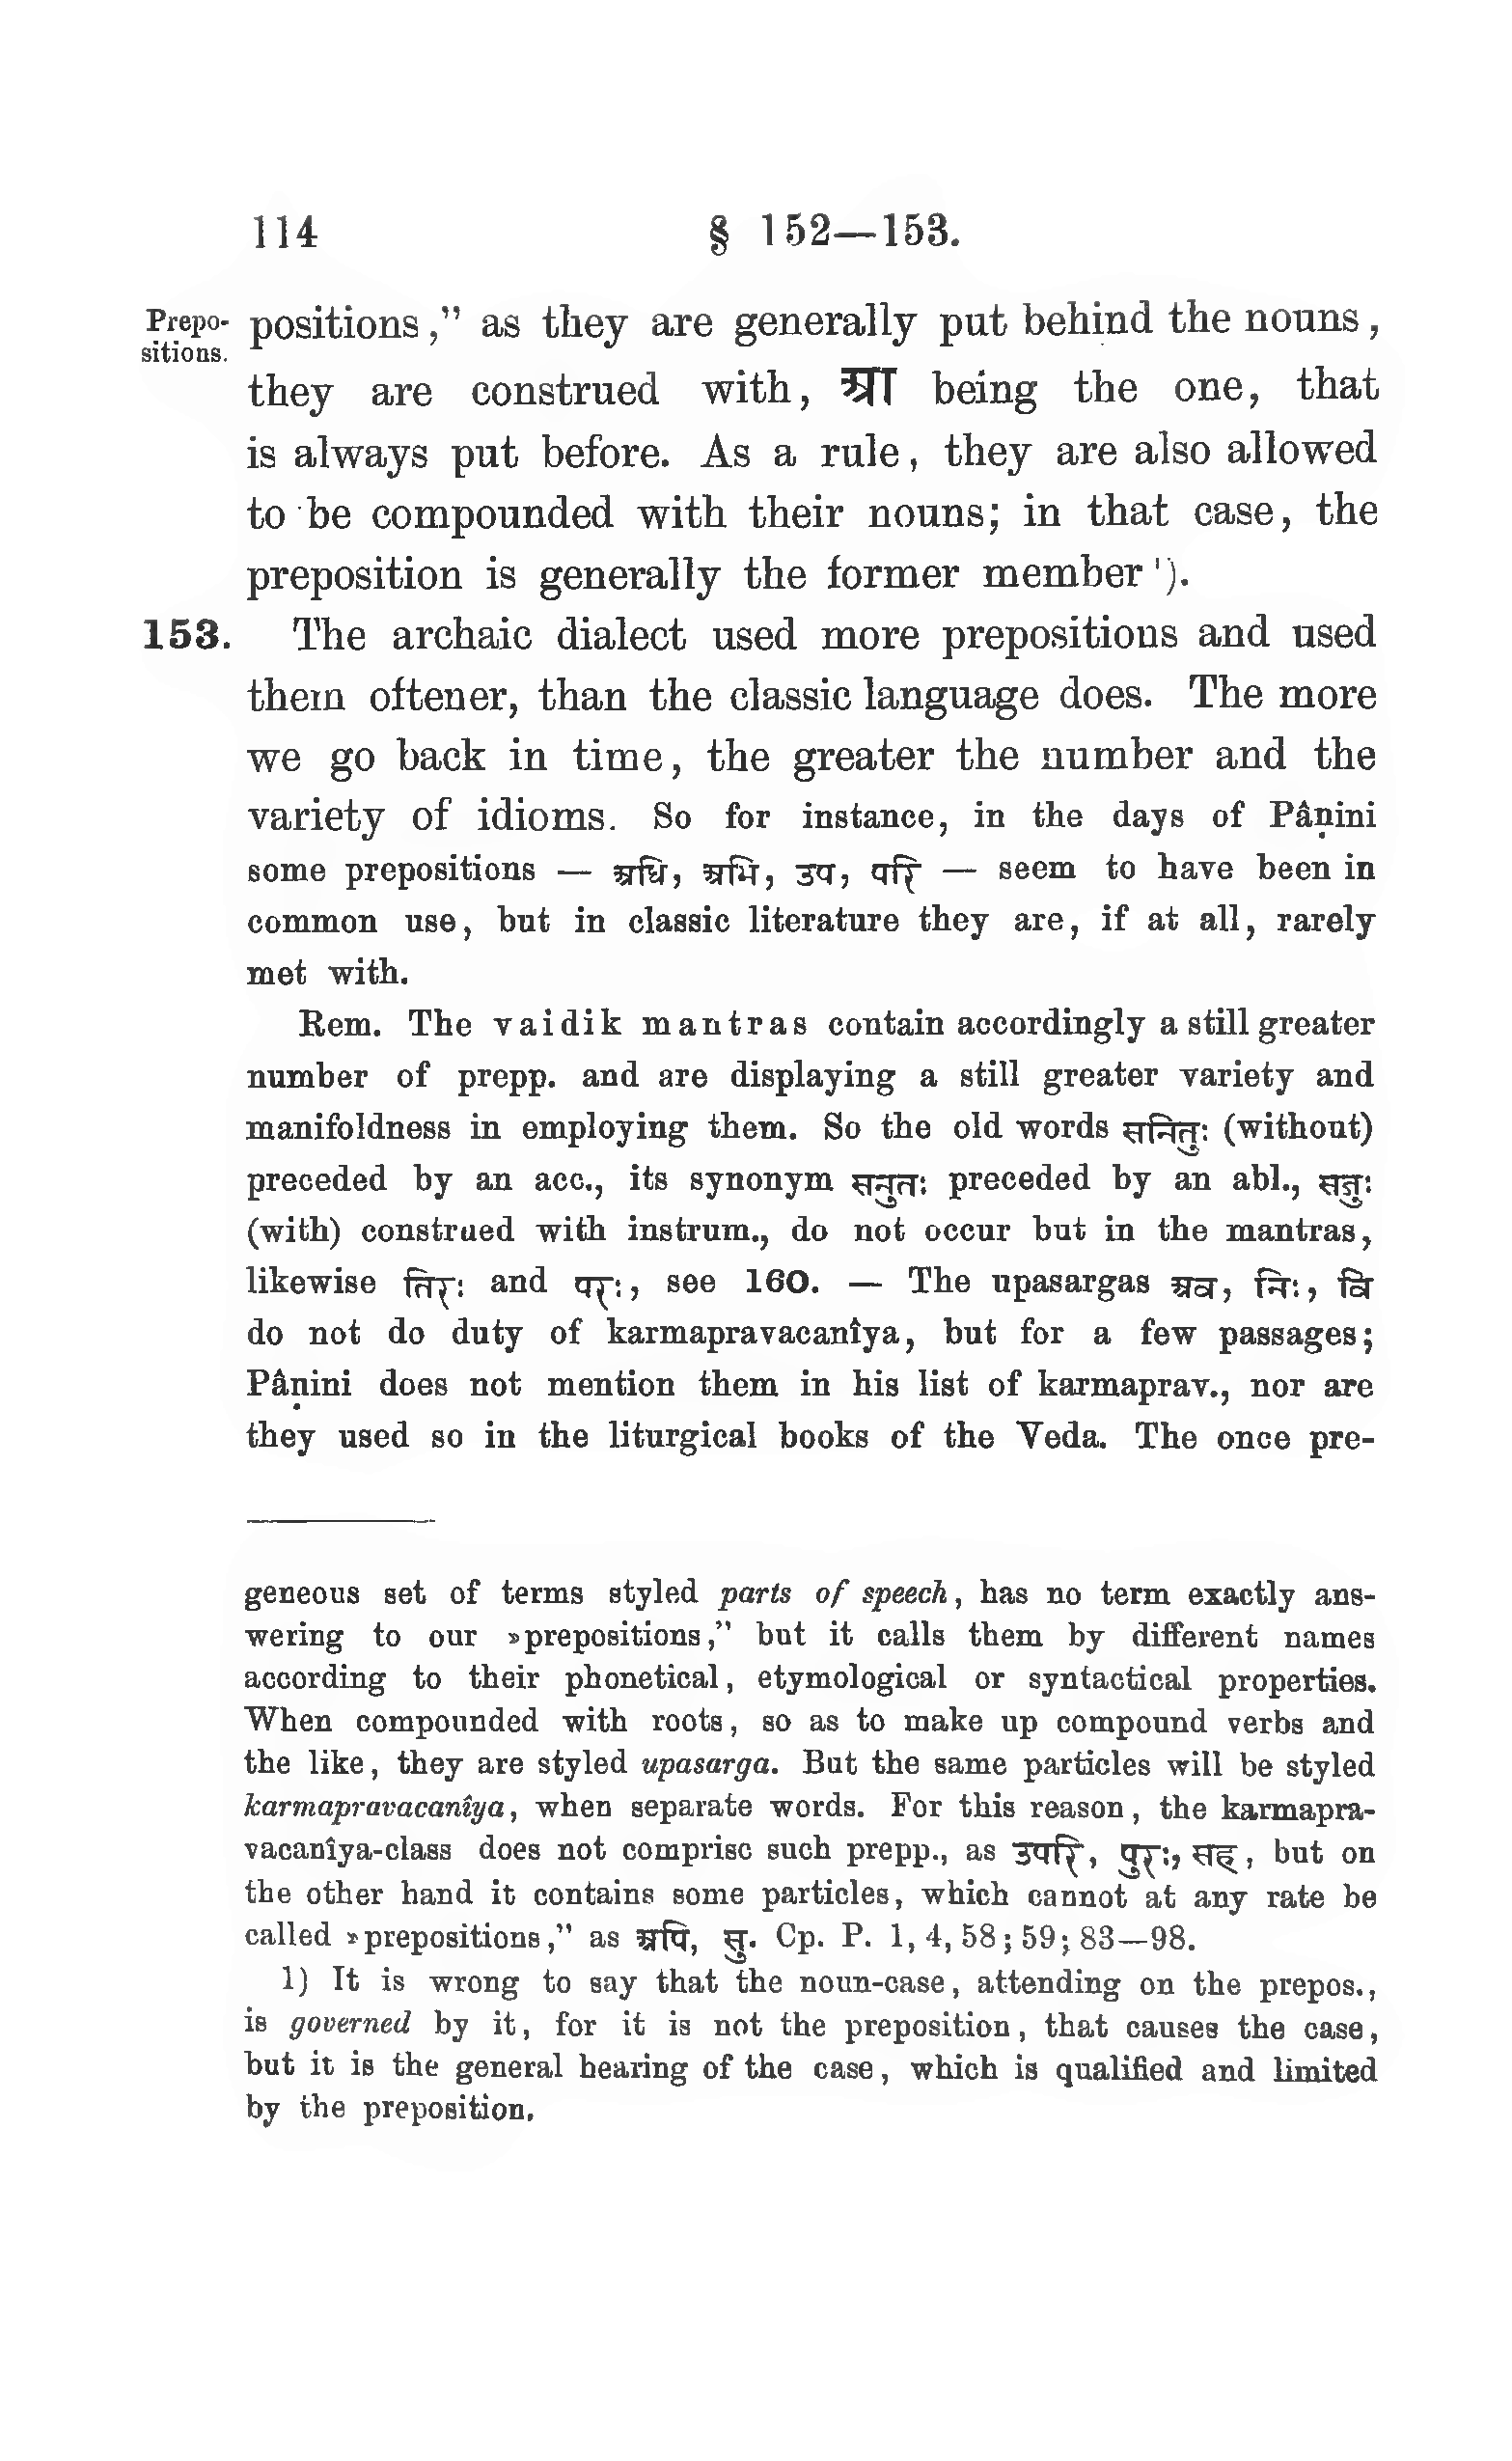 114 § 152—153.
Prepo- positions," as they are generally put behind the nouns,
sitions.
they are construed with, आ being the one, that
is always put before. As a rule, they are also allowed
to be compounded with their nouns; in that case, the
preposition is generally the former member ¹).
153. The archaic dialect used more prepositions and used
them oftener, than the classic language does. The more
we go back in time, the greater the number and the
variety of idioms. So for instance, in the days of Pâṇini
some prepositions — अधि, अभि, उप, परि — seem to have been in
common use, but in classic literature they are, if at all, rarely
met with.
Rem. The vaidik mantras contain accordingly a still greater
number of prepp. and are displaying a still greater variety and
manifoldness in employing them. So the old words सनितुः (without)
preceded by an acc., its synonym सनुतः preceded by an abl., सत्रुः
(with) construed with instrum., do not occur but in the mantras,
likewise तिरः and परः, see 160. — The upasargas अव, निः, वि
do not do duty of karmapravacanîya, but for a few passages;
Pâṇini does not mention them in his list of karmaprav., nor are
they used so in the liturgical books of the Veda. The once pre-
geneous set of terms styled parts of speech, has no term exactly ans-
wering to our »prepositions," but it calls them by different names
according to their phonetical, etymological or syntactical properties.
When compounded with roots, so as to make up compound verbs and
the like, they are styled upasarga. But the same particles will be styled
karmapravacanîya, when separate words. For this reason, the karmapra-
vacanîya-class does not comprise such prepp., as उपरि, पुरः, सह, but on
the other hand it contains some particles, which cannot at any rate be
called »prepositions," as अपि, सु. Cp. P. 1, 4, 58; 59; 83—98.
1) It is wrong to say that the noun-case, attending on the prepos.,
is governed by it, for it is not the preposition, that causes the case,
but it is the general bearing of the case, which is qualified and limited
by the preposition.